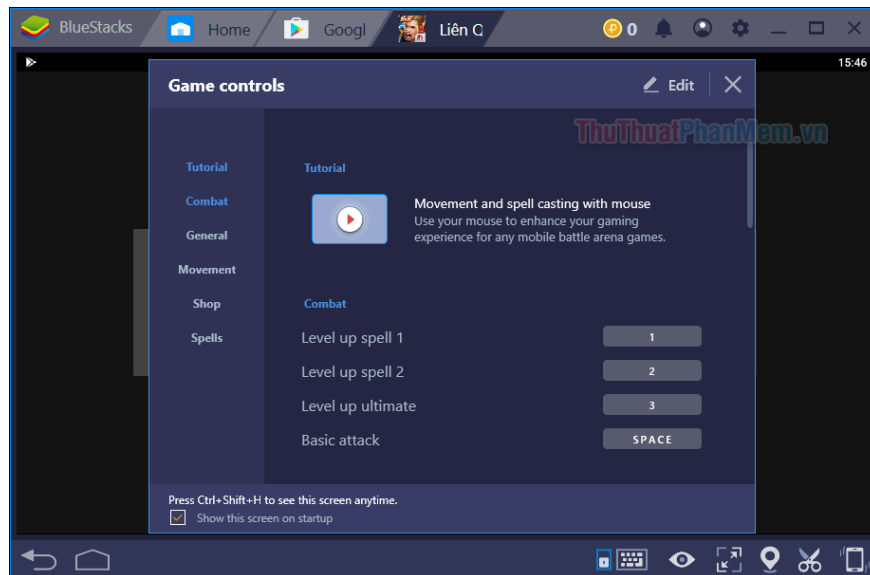 BlueStacks
Home
Googl
Liên Q
0
15:46
Game controls
Edit
ThuThuatPhanMem.vn
Tutorial
Combat
General
Movement
Shop
Spells
Tutorial
Movement and spell casting with mouse
Use your mouse to enhance your gaming
experience for any mobile battle arena games.
Combat
Level up spell 1
1
Level up spell 2
2
Level up ultimate
3
Basic attack
SPACE
Press Ctrl+Shift+H to see this screen anytime.
Show this screen on startup